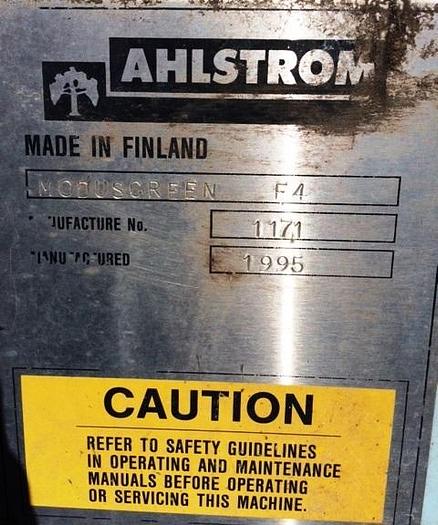 AHLSTROM
MADE IN FINLAND
MODUSCREEN F4
No.
1171
1995
CAUTION
REFER TO SAFETY GUIDELINES
IN OPERATING AND MAINTENANCE
MANUALS BEFORE OPERATING
OR SERVICING THIS MACHINE.